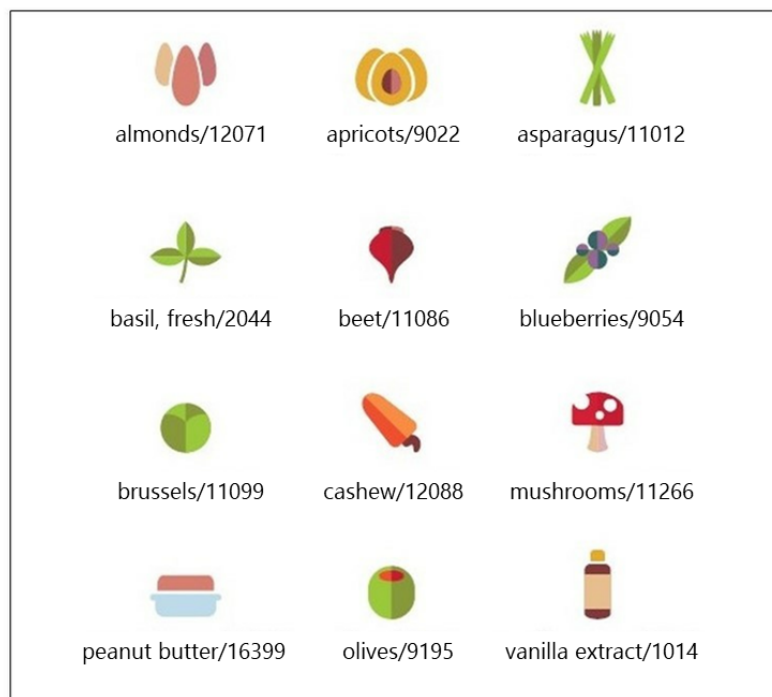 almonds/12071
apricots/9022
asparagus/11012
basil, fresh/2044
beet/11086
blueberries/9054
brussels/11099
cashew/12088
mushrooms/11266
peanut butter/16399
olives/9195
vanilla extract/1014